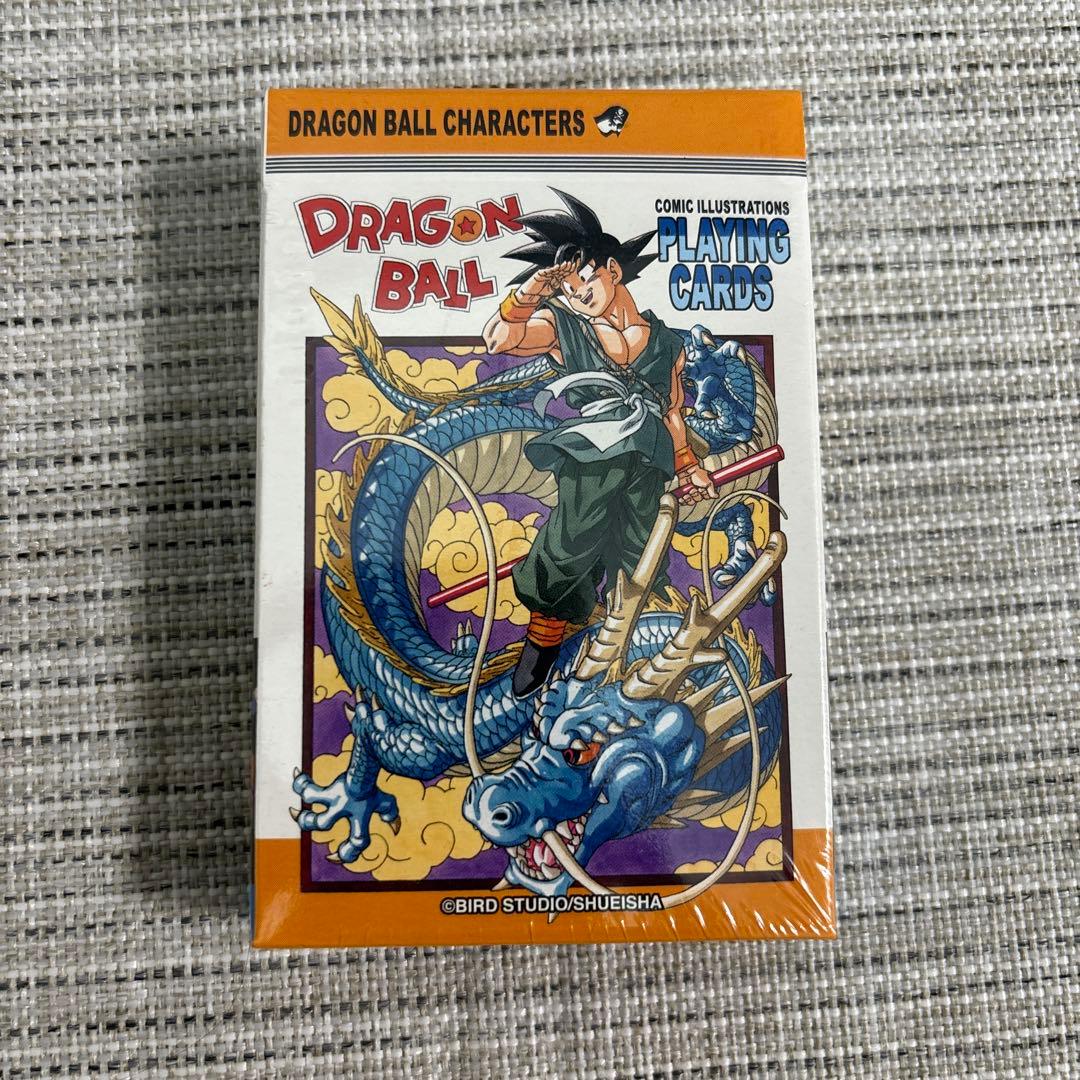 DRAGON BALL CHARACTERS
DRAGON
BALL
COMIC ILLUSTRATIONS
PLAYING
CARDS
©BIRD STUDIO/SHUEISHA